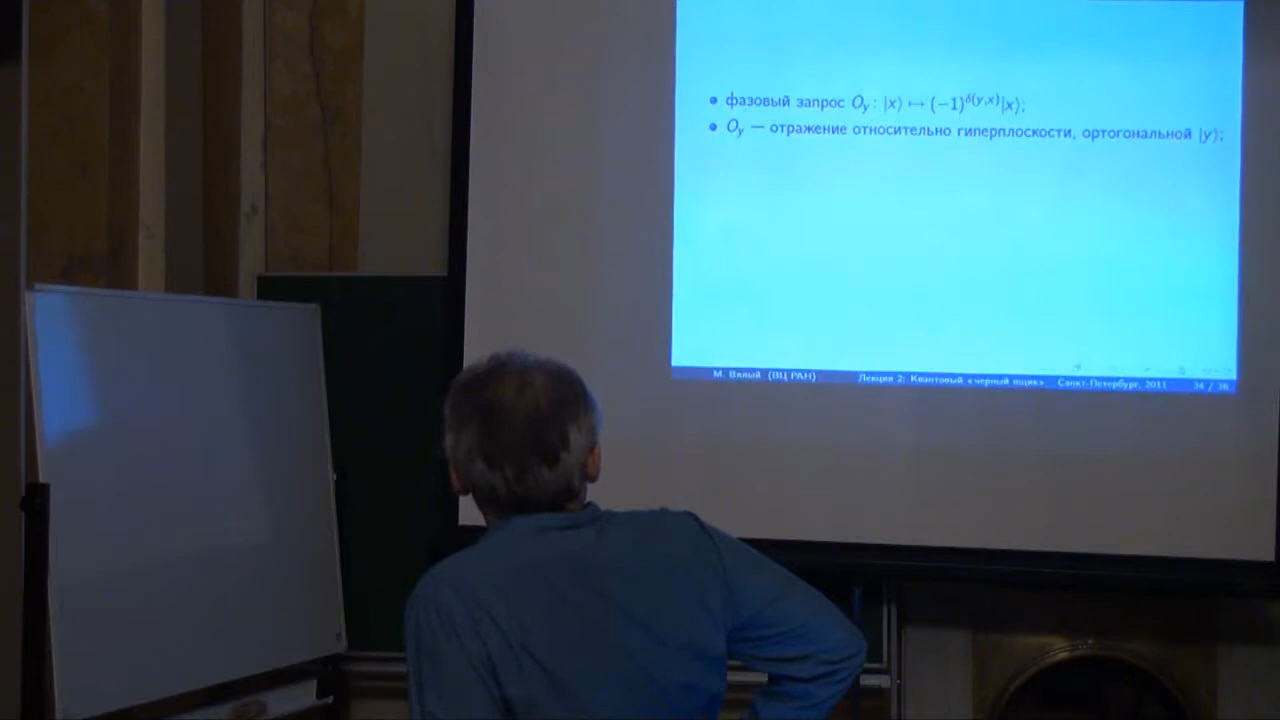 • фазовый запрос O_y : |x⟩ ↦ (−1)^{δ(y,x)}|x⟩;
• O_y — отражение относительно гиперплоскости, ортогональной |y⟩;
М. Вялый (ВЦ РАН) Лекция 2: Квантовый «черный ящик» Санкт-Петербург, 2011 34 / 36